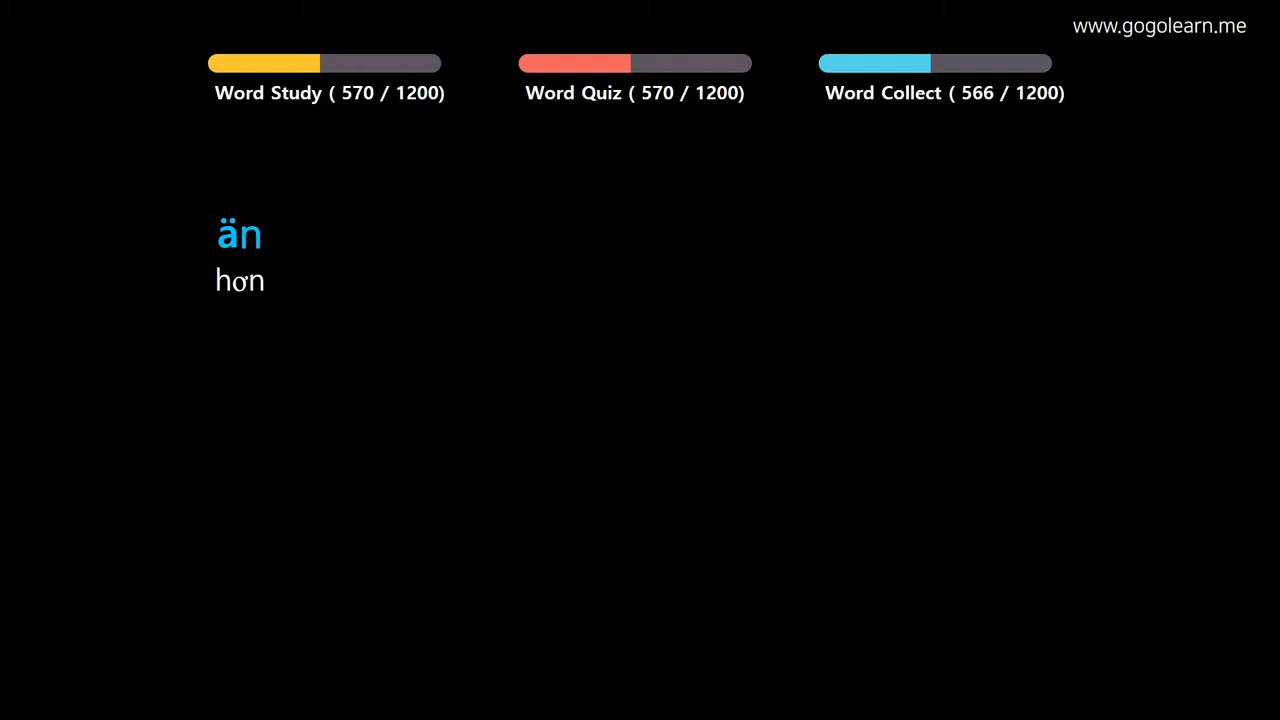 www.gogolearn.me
Word Study ( 570 / 1200)
Word Quiz ( 570 / 1200)
Word Collect ( 566 / 1200)
än
hơn